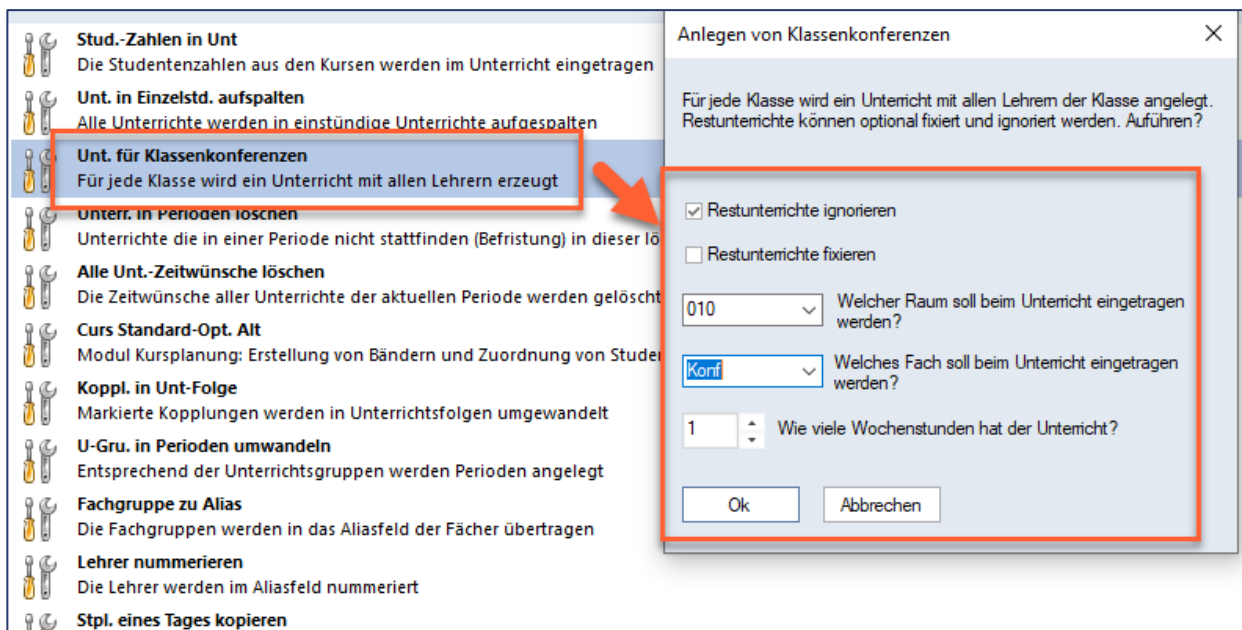 Stud.-Zahlen in Unt
Die Studentenzahlen aus den Kursen werden im Unterricht eingetragen
Unt. in Einzelstd. aufspalten
Alle Unterrichte werden in einstündige Unterrichte aufgespalten
Unt. für Klassenkonferenzen
Für jede Klasse wird ein Unterricht mit allen Lehrern erzeugt
Unterr. in Perioden löschen
Unterrichte die in einer Periode nicht stattfinden (Befristung) in dieser lö
Alle Unt.-Zeitwünsche löschen
Die Zeitwünsche aller Unterrichte der aktuellen Periode werden gelöscht
Curs Standard-Opt. Alt
Modul Kursplanung: Erstellung von Bändern und Zuordnung von Stude
Koppl. in Unt-Folge
Markierte Kopplungen werden in Unterrichtsfolgen umgewandelt
U-Gru. in Perioden umwandeln
Entsprechend der Unterrichtsgruppen werden Perioden angelegt
Fachgruppe zu Alias
Die Fachgruppen werden in das Aliasfeld der Fächer übertragen
Lehrer nummerieren
Die Lehrer werden im Aliasfeld nummeriert
Stpl. eines Tages kopieren
Anlegen von Klassenkonferenzen
Für jede Klasse wird ein Unterricht mit allen Lehrern der Klasse angelegt.
Restunterrichte können optional fixiert und ignoriert werden. Auführen?
Restunterrichte ignorieren
Restunterrichte fixieren
010 Welcher Raum soll beim Unterricht eingetragen
werden?
Konf Welches Fach soll beim Unterricht eingetragen
werden?
1 Wie viele Wochenstunden hat der Unterricht?
Ok Abbrechen